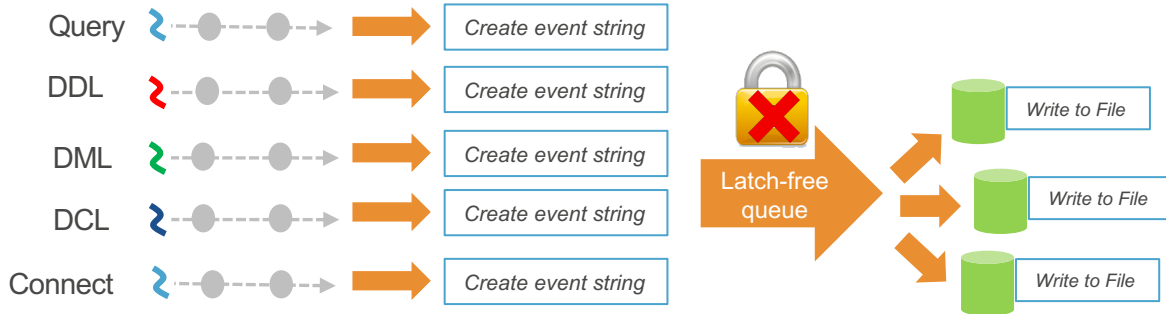 Query
Create event string
DDL
Create event string
DML
Create event string
DCL
Create event string
Connect
Create event string
Latch-free
queue
Write to File
Write to File
Write to File